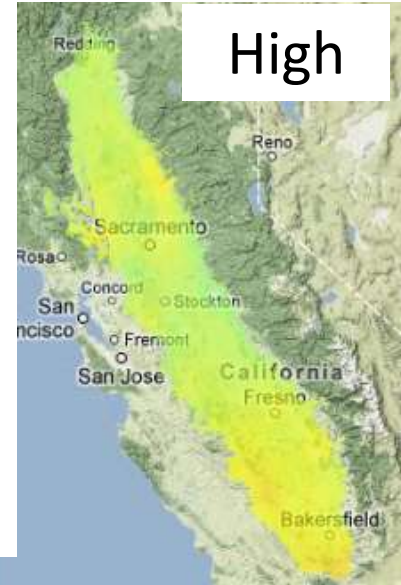 High
Redding
Reno
Sacramento
Rosa
Concord
San
ncisco
Stockton
Fremont
San Jose
California
Fresno
Bakersfield